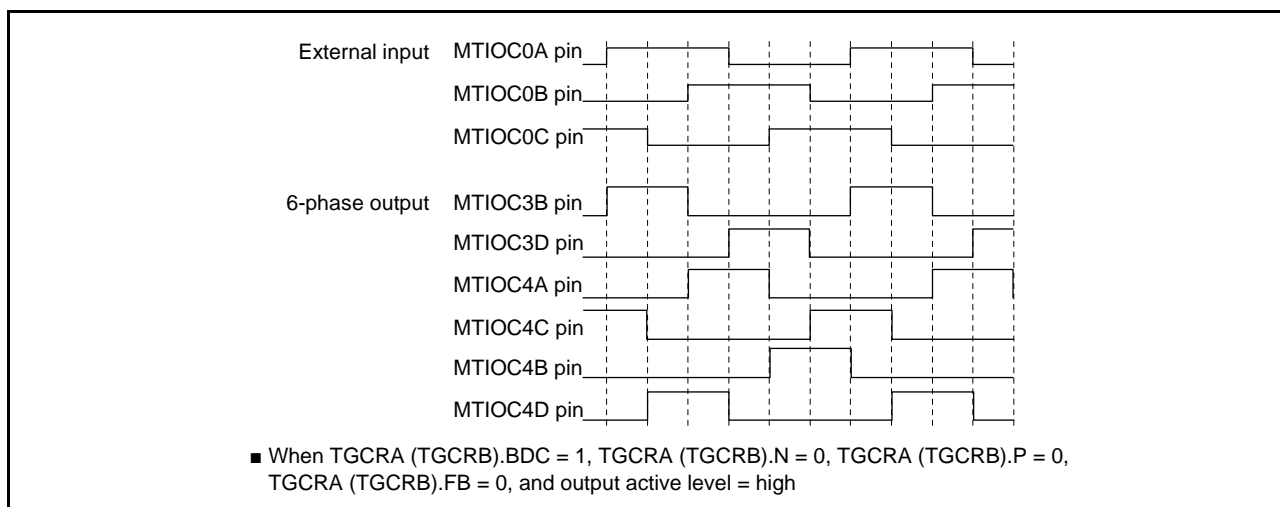 External input MTIOC0A pin
MTIOC0B pin
MTIOC0C pin
6-phase output MTIOC3B pin
MTIOC3D pin
MTIOC4A pin
MTIOC4C pin
MTIOC4B pin
MTIOC4D pin
■ When TGCRA (TGCRB).BDC = 1, TGCRA (TGCRB).N = 0, TGCRA (TGCRB).P = 0,
TGCRA (TGCRB).FB = 0, and output active level = high